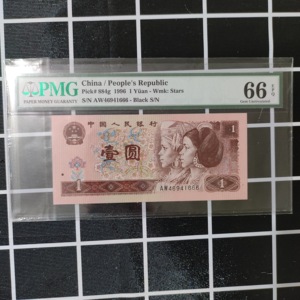 PMG
PAPER MONEY GUARANTY
China / People's Republic
Pick# 884g 1996 1 Yüan - Wmk: Stars
S/N AW46941666 - Black S/N
66 EPQ
Gem Uncirculated
中国人民银行
壹圆
1
1
1
AW46941666